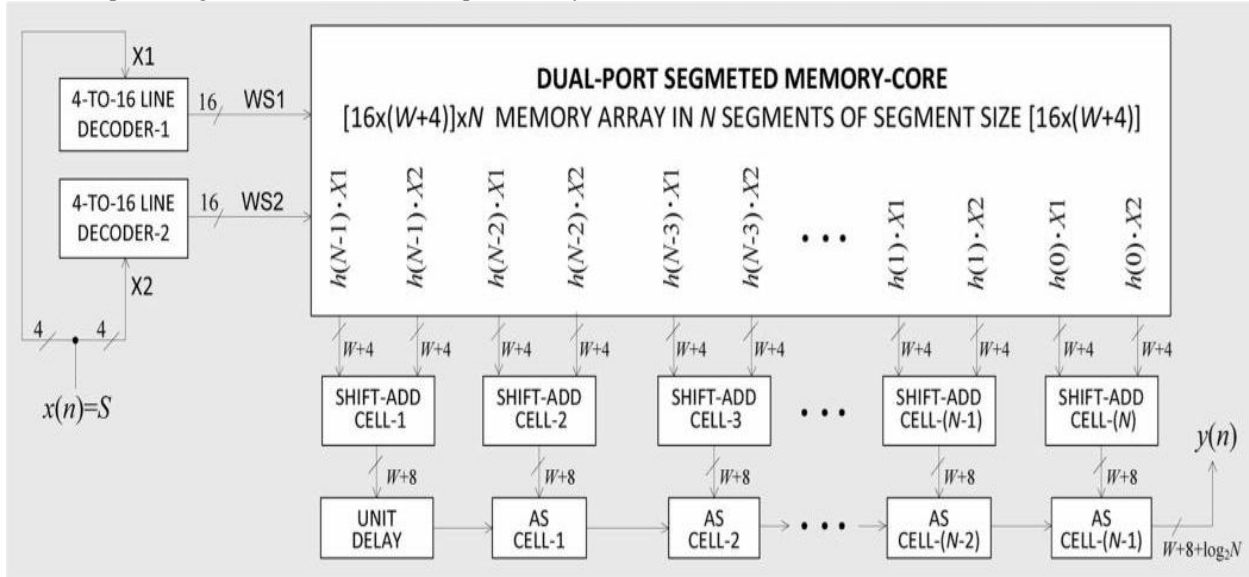 X1
4-TO-16 LINE
DECODER-1
16
WS1
4-TO-16 LINE
DECODER-2
16
WS2
X2
4
4
x(n)=S
DUAL-PORT SEGMETED MEMORY-CORE
[16x(W+4)]xN MEMORY ARRAY IN N SEGMENTS OF SEGMENT SIZE [16x(W+4)]
h(N-1)·X1
h(N-1)·X2
h(N-2)·X1
h(N-2)·X2
h(N-3)·X1
h(N-3)·X2
• • •
h(1)·X1
h(1)·X2
h(0)·X1
h(0)·X2
W+4
W+4
W+4
W+4
W+4
W+4
W+4
W+4
W+4
W+4
SHIFT-ADD
CELL-1
SHIFT-ADD
CELL-2
SHIFT-ADD
CELL-3
• • •
SHIFT-ADD
CELL-(N-1)
SHIFT-ADD
CELL-(N)
y(n)
W+8
W+8
W+8
W+8
W+8
UNIT
DELAY
AS
CELL-1
AS
CELL-2
• • •
AS
CELL-(N-2)
AS
CELL-(N-1)
W+8+log₂N